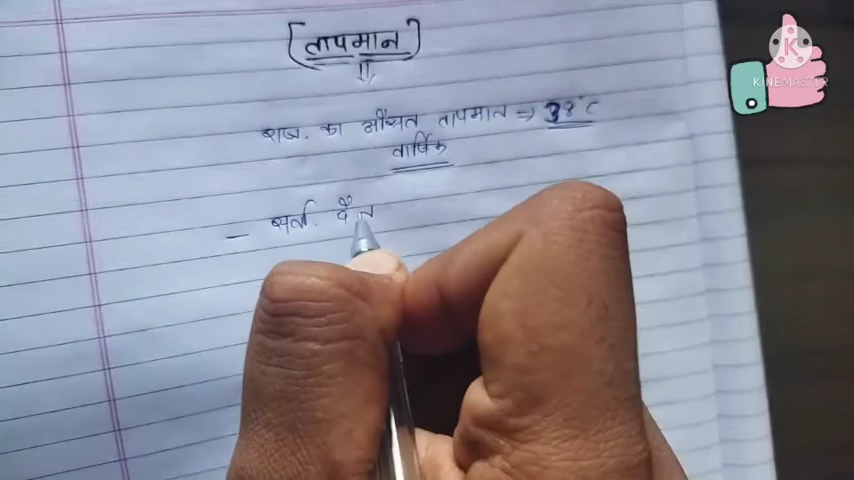 [तापमान]
राज. का औसत तापमान => 38°C
वार्षिक
- सर्वा. दैन
KINEMASTER